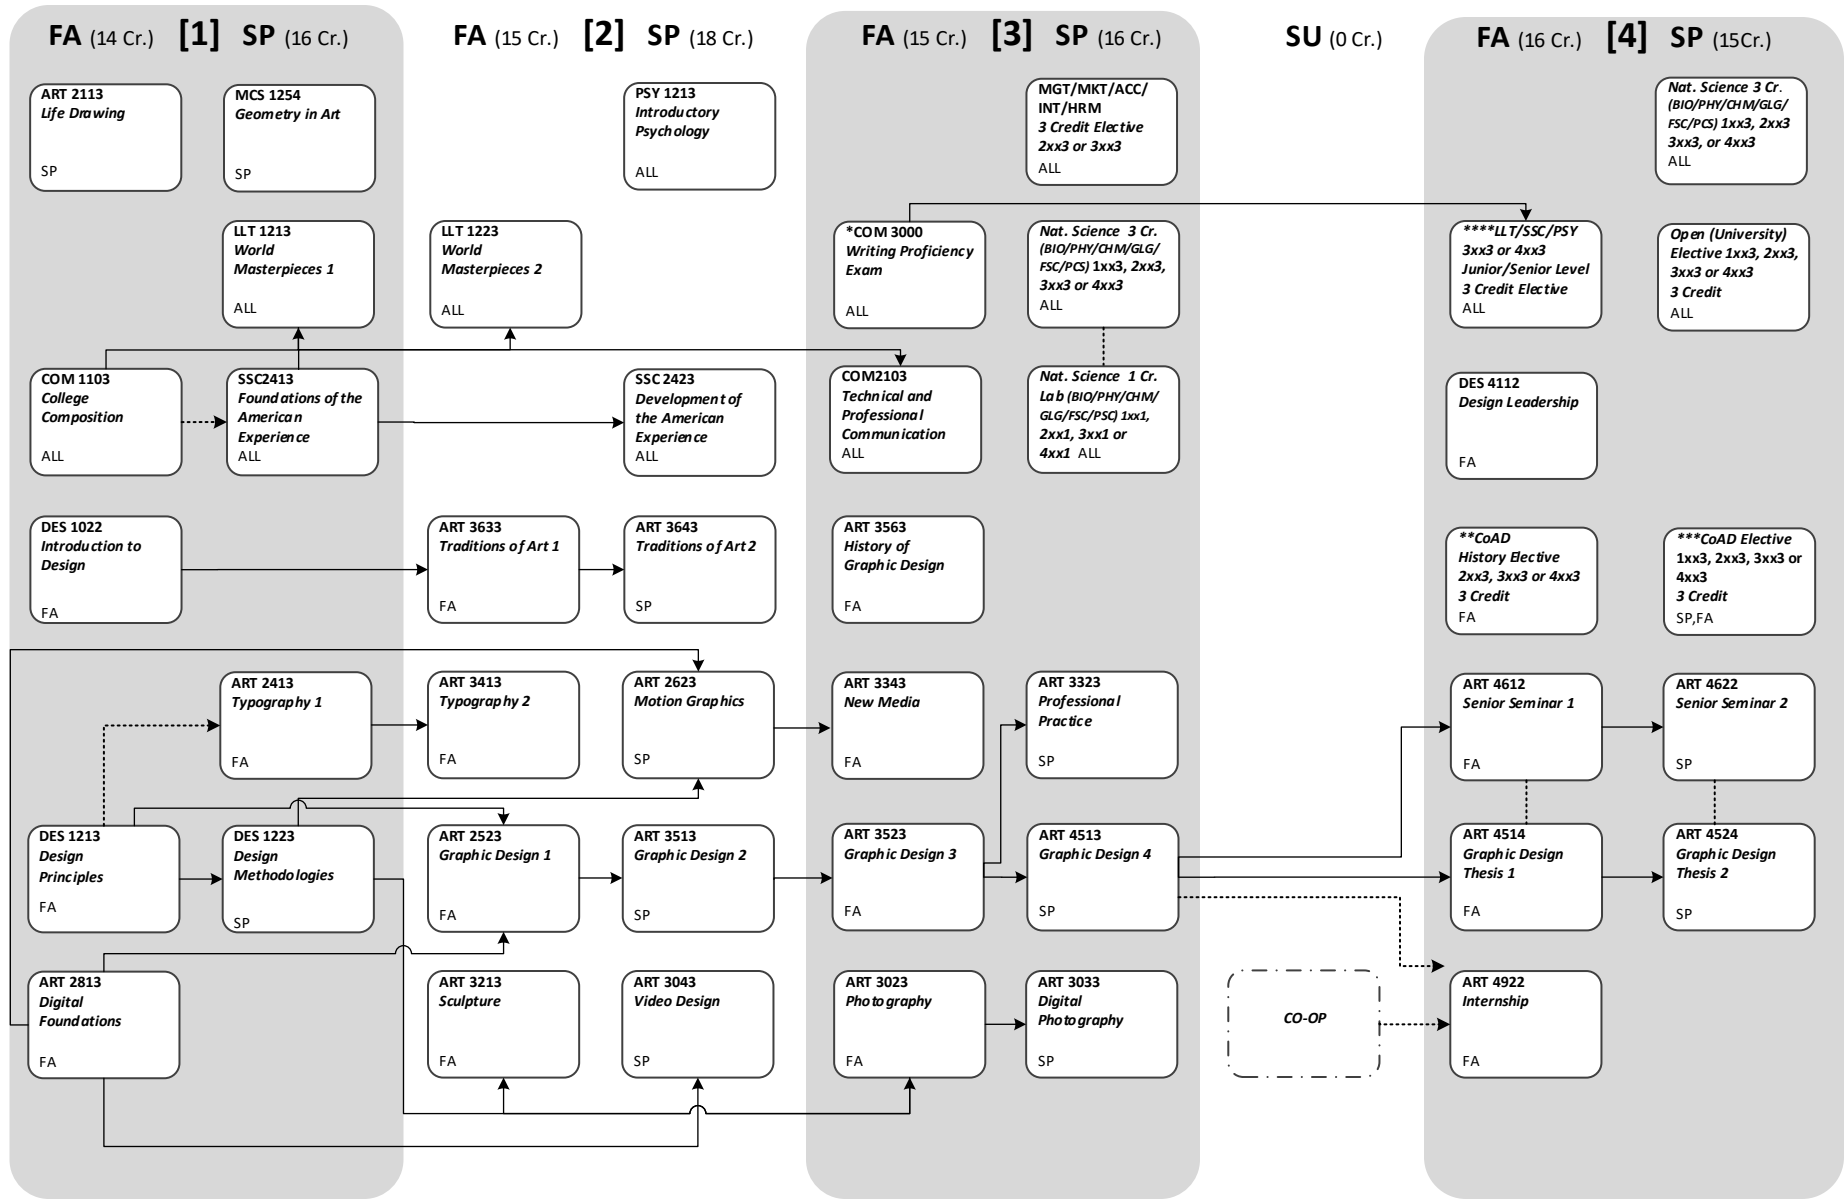 FA (14 Cr.) [1] SP (16 Cr.)
FA (15 Cr.) [2] SP (18 Cr.)
FA (15 Cr.) [3] SP (16 Cr.)
SU (0 Cr.)
FA (16 Cr.) [4] SP (15Cr.)
ART 2113
Life Drawing
SP
MCS 1254
Geometry in Art
SP
PSY 1213
Introductory
Psychology
ALL
MGT/MKT/ACC/
INT/HRM
3 Credit Elective
2xx3 or 3xx3
ALL
Nat. Science 3 Cr.
(BIO/PHY/CHM/GLG/
FSC/PCS) 1xx3, 2xx3
3xx3, or 4xx3
ALL
LLT 1213
World
Masterpieces 1
ALL
LLT 1223
World
Masterpieces 2
ALL
*COM 3000
Writing Proficiency
Exam
ALL
Nat. Science 3 Cr.
(BIO/PHY/CHM/GLG/
FSC/PCS) 1xx3, 2xx3,
3xx3 or 4xx3
ALL
****LLT/SSC/PSY
3xx3 or 4xx3
Junior/Senior Level
3 Credit Elective
ALL
Open (University)
Elective 1xx3, 2xx3,
3xx3 or 4xx3
3 Credit
ALL
COM 1103
College
Composition
ALL
SSC2413
Foundations of the
American
Experience
ALL
SSC 2423
Development of
the American
Experience
ALL
COM2103
Technical and
Professional
Communication
ALL
Nat. Science 1 Cr.
Lab (BIO/PHY/CHM/
GLG/FSC/PSC) 1xx1,
2xx1, 3xx1 or
4xx1 ALL
DES 4112
Design Leadership
FA
DES 1022
Introduction to
Design
FA
ART 3633
Traditions of Art 1
FA
ART 3643
Traditions of Art 2
SP
ART 3563
History of
Graphic Design
FA
**CoAD
History Elective
2xx3, 3xx3 or 4xx3
3 Credit
FA
***CoAD Elective
1xx3, 2xx3, 3xx3 or
4xx3
3 Credit
SP,FA
ART 2413
Typography 1
FA
ART 3413
Typography 2
FA
ART 2623
Motion Graphics
SP
ART 3343
New Media
FA
ART 3323
Professional
Practice
SP
ART 4612
Senior Seminar 1
FA
ART 4622
Senior Seminar 2
SP
DES 1213
Design
Principles
FA
DES 1223
Design
Methodologies
SP
ART 2523
Graphic Design 1
FA
ART 3513
Graphic Design 2
SP
ART 3523
Graphic Design 3
FA
ART 4513
Graphic Design 4
SP
ART 4514
Graphic Design
Thesis 1
FA
ART 4524
Graphic Design
Thesis 2
SP
ART 2813
Digital
Foundations
FA
ART 3213
Sculpture
FA
ART 3043
Video Design
SP
ART 3023
Photography
FA
ART 3033
Digital
Photography
SP
CO-OP
ART 4922
Internship
FA